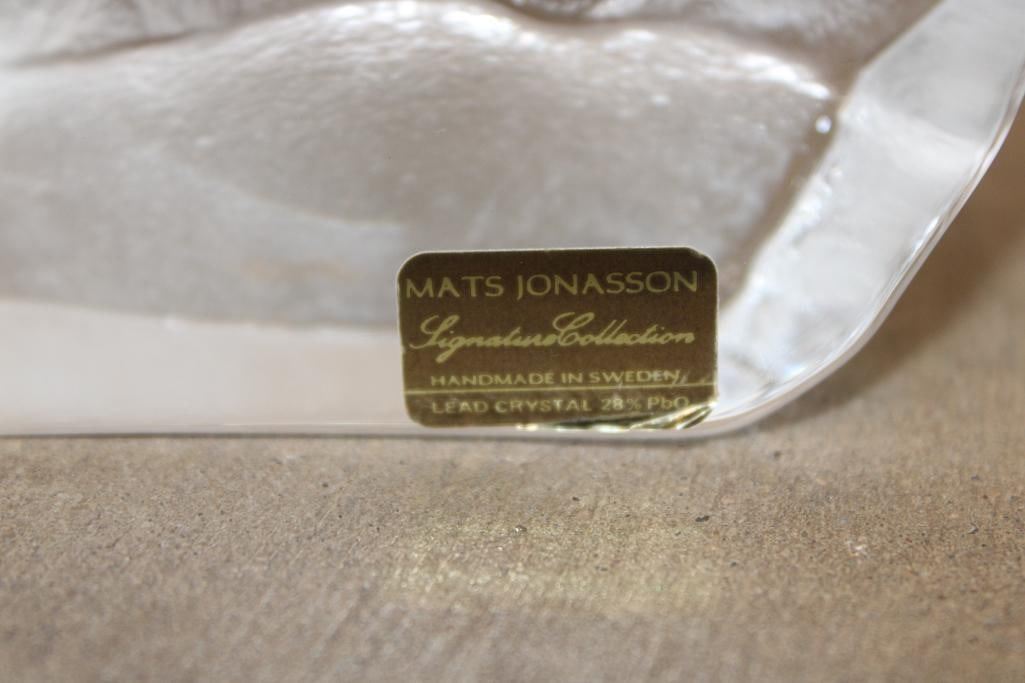 MATS JONASSON
Signature Collection
HANDMADE IN SWEDEN
LEAD CRYSTAL 28% PbO